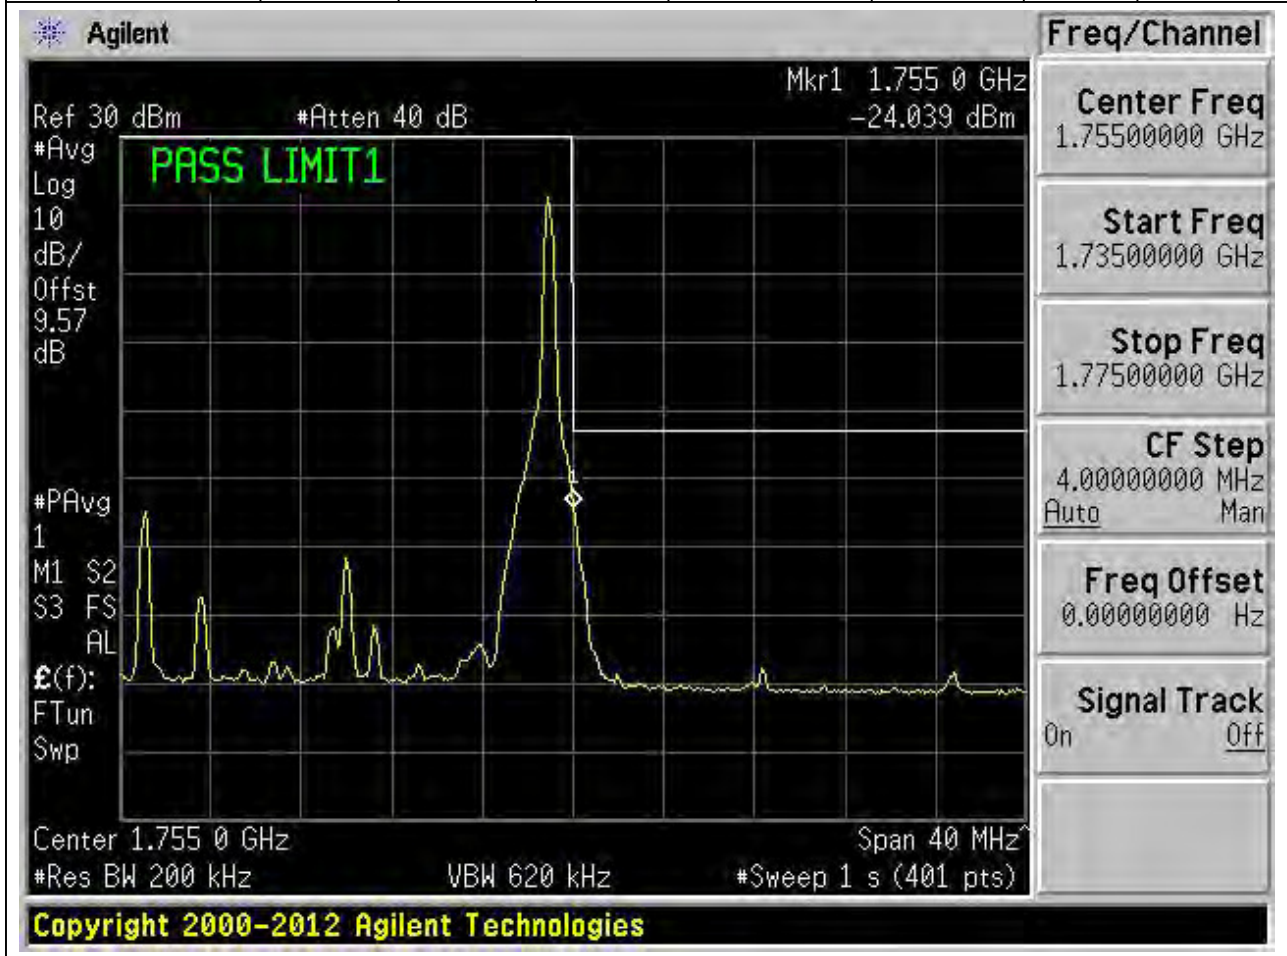 Agilent
Freq/Channel
Mkr1 1.755 0 GHz
Ref 30 dBm #Atten 40 dB -24.039 dBm
#Avg
Log
10
dB/
Offst
9.57
dB
PASS LIMIT1
1
#PAvg
1
M1 S2
S3 FS
AL
£(f):
FTun
Swp
Center 1.755 0 GHz Span 40 MHz^
#Res BW 200 kHz VBW 620 kHz #Sweep 1 s (401 pts)
Copyright 2000-2012 Agilent Technologies
Center Freq
1.75500000 GHz
Start Freq
1.73500000 GHz
Stop Freq
1.77500000 GHz
CF Step
4.00000000 MHz
Auto Man
Freq Offset
0.00000000 Hz
Signal Track
On Off